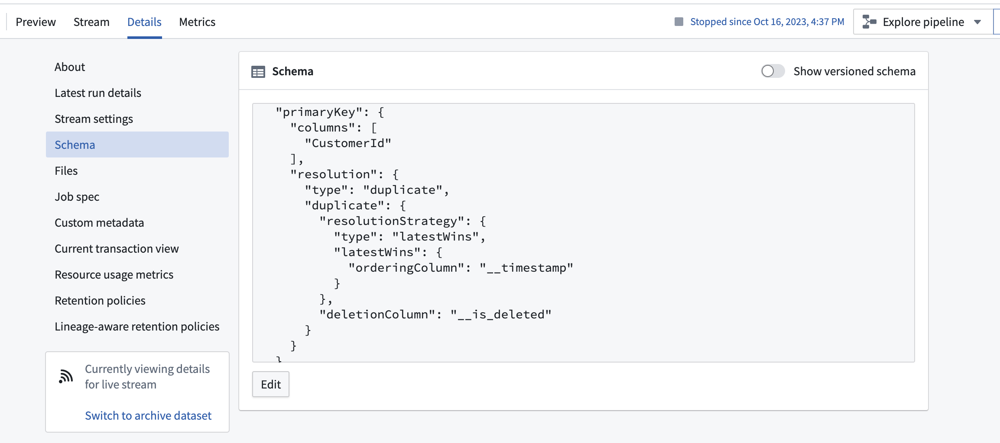 Preview Stream Details Metrics
Stopped since Oct 16, 2023, 4:37 PM
Explore pipeline
About
Latest run details
Stream settings
Schema
Files
Job spec
Custom metadata
Current transaction view
Resource usage metrics
Retention policies
Lineage-aware retention policies
Currently viewing details
for live stream
Switch to archive dataset
Schema
Show versioned schema
"primaryKey": {
"columns": [
"CustomerId"
],
"resolution": {
"type": "duplicate",
"duplicate": {
"resolutionStrategy": {
"type": "latestWins",
"latestWins": {
"orderingColumn": "__timestamp"
}
},
"deletionColumn": "__is_deleted"
}
}
}
Edit